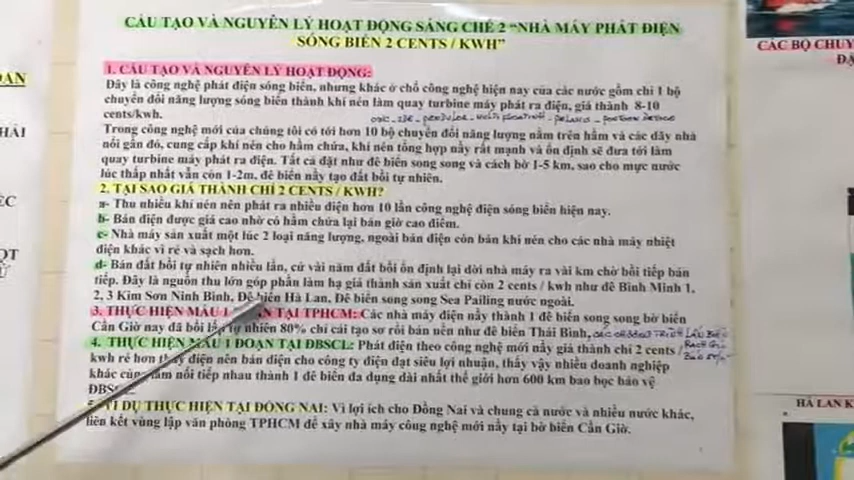 CẤU TẠO VÀ NGUYÊN LÝ HOẠT ĐỘNG SÁNG CHẾ 2 “NHÀ MÁY PHÁT ĐIỆN
SÓNG BIỂN 2 CENTS / KWH”
1. CẤU TẠO VÀ NGUYÊN LÝ HOẠT ĐỘNG:
Đây là công nghệ phát điện sóng biển, nhưng khác ở chổ công nghệ hiện nay của các nước gồm chỉ 1 bộ
chuyển đổi năng lượng sóng biển thành khí nén làm quay turbine máy phát ra điện, giá thành 8-10
cents/kwh.
Trong công nghệ mới của chúng tôi có tới hơn 10 bộ chuyển đổi năng lượng nằm trên hầm và các dãy nhà
nối gần đó, cung cấp khí nén cho hầm chứa, khí nén tổng hợp nầy rất mạnh và ổn định sẽ đưa tới làm
quay turbine máy phát ra điện. Tất cả đặt như đê biển song song và cách bờ 1-5 km, sao cho mực nước
lúc thấp nhất vẫn còn 1-2m, đê biển nầy tạo đất bồi tự nhiên.
2. TẠI SAO GIÁ THÀNH CHỈ 2 CENTS / KWH?
a- Thu nhiều khí nén nên phát ra nhiều điện hơn 10 lần công nghệ điện sóng biển hiện nay.
b- Bán điện được giá cao nhờ có hầm chứa lại bán giờ cao điểm.
c- Nhà máy sản xuất một lúc 2 loại năng lượng, ngoài bán điện còn bán khí nén cho các nhà máy nhiệt
điện khác vì rẻ và sạch hơn.
d- Bán đất bồi tự nhiên nhiều lần, cứ vài năm đất bồi ổn định lại dời nhà máy ra vài km chờ bồi tiếp bán
tiếp. Đây là nguồn thu lớn góp phần làm hạ giá thành sản xuất chỉ còn 2 cents / kwh như đê Bình Minh 1,
2, 3 Kim Sơn Ninh Bình, Đê biển Hà Lan, Đê biển song song Sea Pailing nước ngoài.
3. THỰC HIỆN MẪU 1 TẠI TPHCM: Các nhà máy điện nầy thành 1 đê biển song song bờ biển
Cần Giờ nay đã bồi tự nhiên 80% chỉ cải tạo sơ rồi bán nền như đê biển Thái Bình,
4. THỰC HIỆN MẪU 1 ĐOẠN TẠI ĐBSCL: Phát điện theo công nghệ mới nầy giá thành chỉ 2 cents /
kwh rẻ hơn điện nên bán điện cho công ty điện đạt siêu lợi nhuận, thấy vậy nhiều doanh nghiệp
khác cùng làm nối tiếp nhau thành 1 đê biển đa dụng dài nhất thế giới hơn 600 km bao bọc bảo vệ
ĐBSCL.
DỤ THỰC HIỆN TẠI ĐỒNG NAI: Vì lợi ích cho Đồng Nai và chung cả nước và nhiều nước khác,
liên kết vùng lập văn phòng TPHCM để xây nhà máy công nghệ mới nầy tại bờ biển Cần Giờ.
CÁC BỘ
HÀ LAN